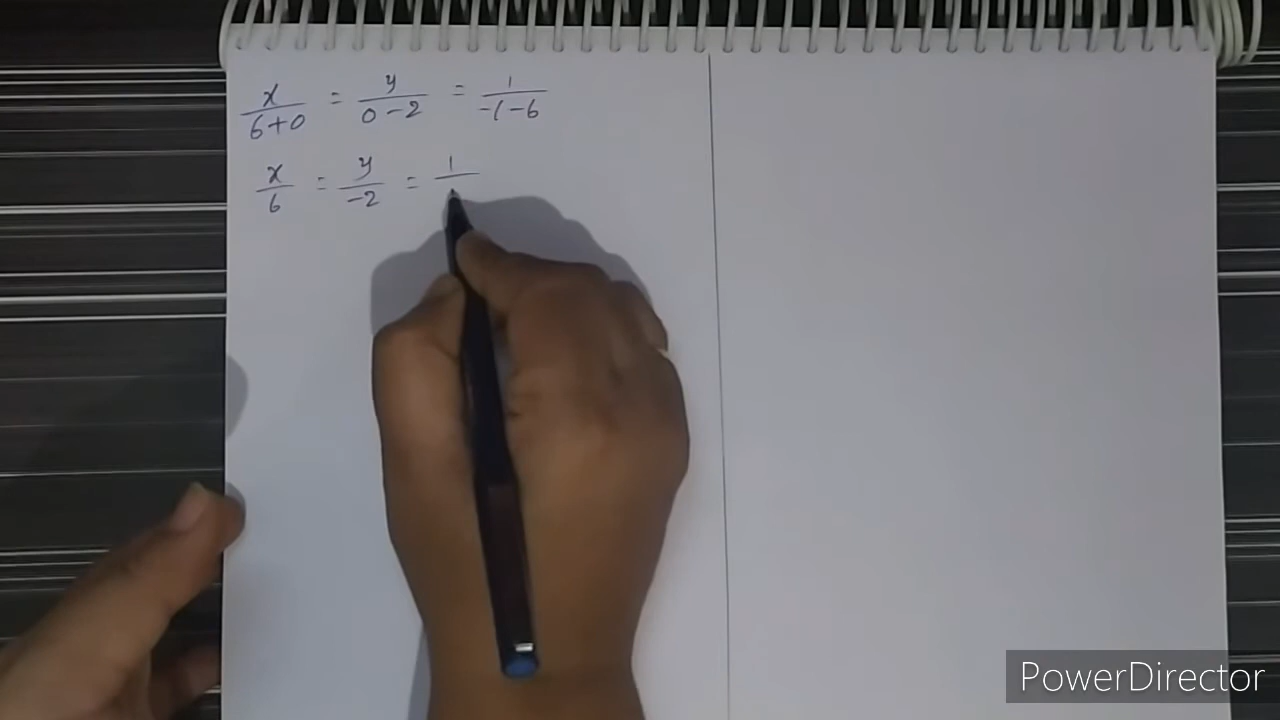 x/6+0 = y/0-2 = 1/-1-6
x/6 = y/-2 = 1/
PowerDirector